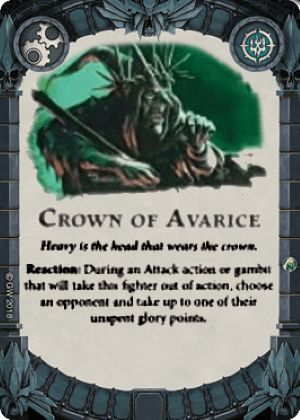 CROWN OF AVARICE
Heavy is the head that wears the crown.
Reaction: During an Attack action or gambit
that will take this fighter out of action, choose
an opponent and take up to one of their
unspent glory points.
© GW 2018